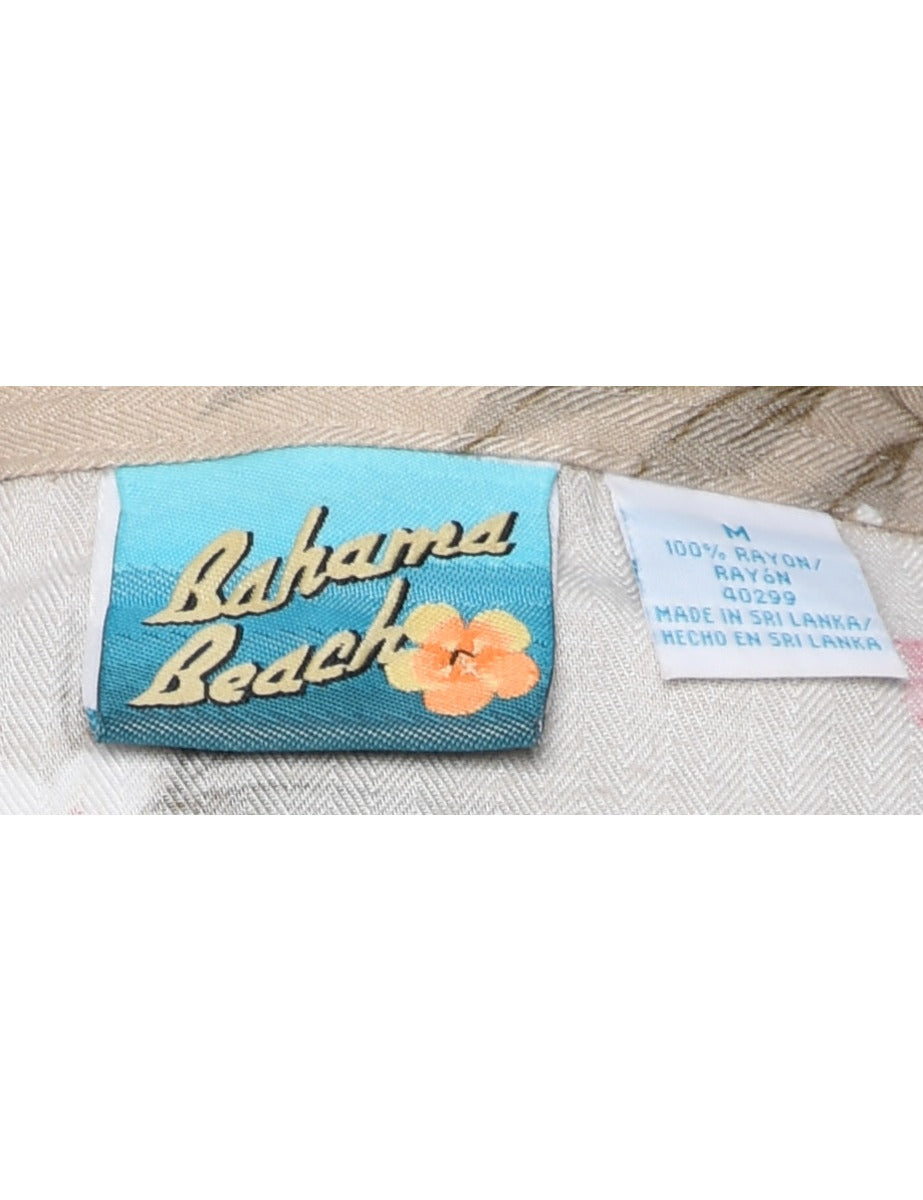 Bahama
Beach
M
100% RAYON/
RAYÓN
40299
MADE IN SRI LANKA/
HECHO EN SRI LANKA